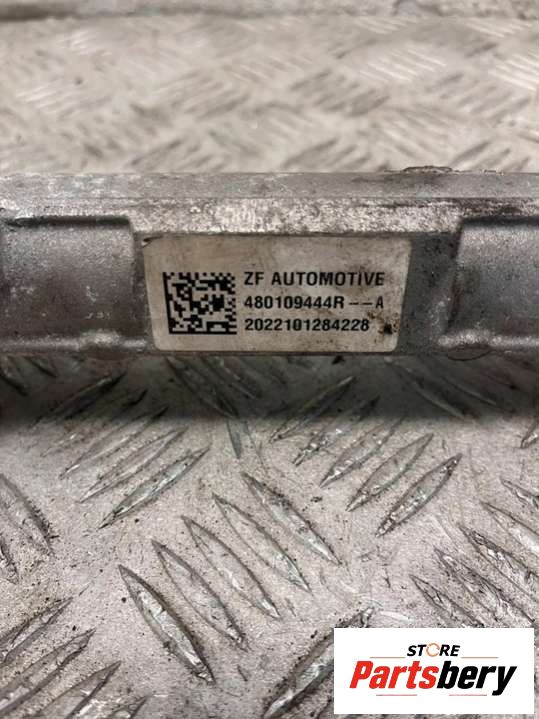 ZF AUTOMOTIVE
480109444R--A
2022101284228
STORE
Partsbery